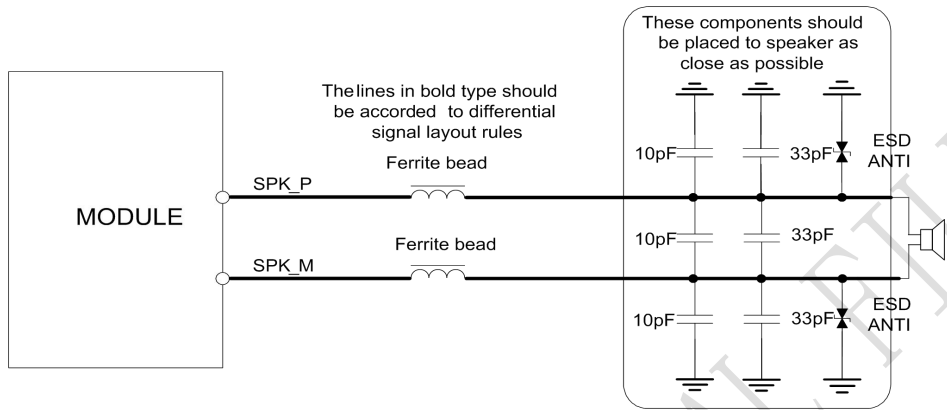 These components should
be placed to speaker as
close as possible
The lines in bold type should
be accorded to differential
signal layout rules
Ferrite bead
10pF
33pF
ESD
ANTI
SPK_P
MODULE
Ferrite bead
10pF
33pF
SPK_M
10pF
33pF
ESD
ANTI